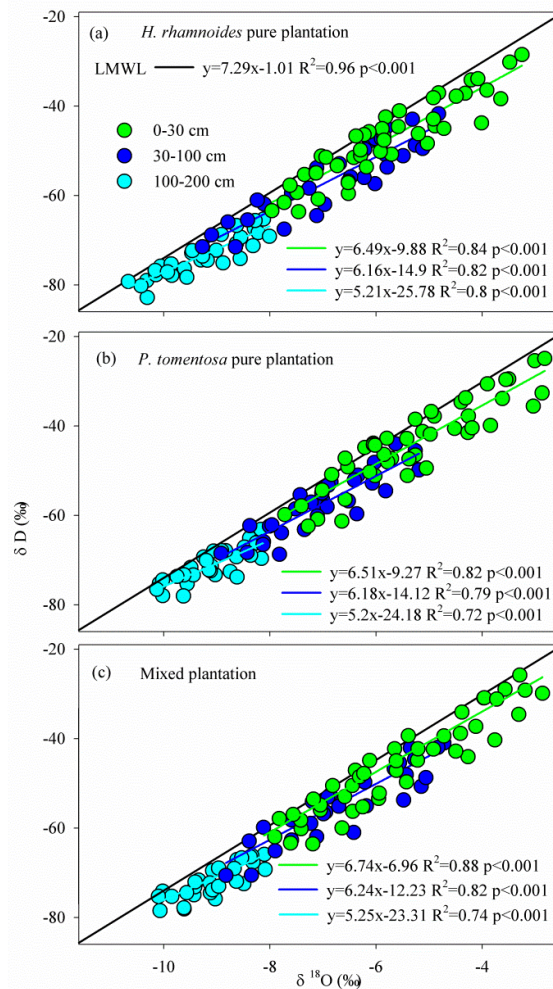 -20
(a) H. rhamnoides pure plantation
LMWL y=7.29x-1.01 R²=0.96 p<0.001
-40
0-30 cm
30-100 cm
100-200 cm
-60
y=6.49x-9.88 R²=0.84 p<0.001
y=6.16x-14.9 R²=0.82 p<0.001
-80
y=5.21x-25.78 R²=0.8 p<0.001
-20
(b) P. tomentosa pure plantation
-40
δ D (‰)
-60
y=6.51x-9.27 R²=0.82 p<0.001
y=6.18x-14.12 R²=0.79 p<0.001
-80
y=5.2x-24.18 R²=0.72 p<0.001
-20
(c) Mixed plantation
-40
-60
y=6.74x-6.96 R²=0.88 p<0.001
y=6.24x-12.23 R²=0.82 p<0.001
-80
y=5.25x-23.31 R²=0.74 p<0.001
-10 -8 -6 -4
δ ¹⁸O (‰)